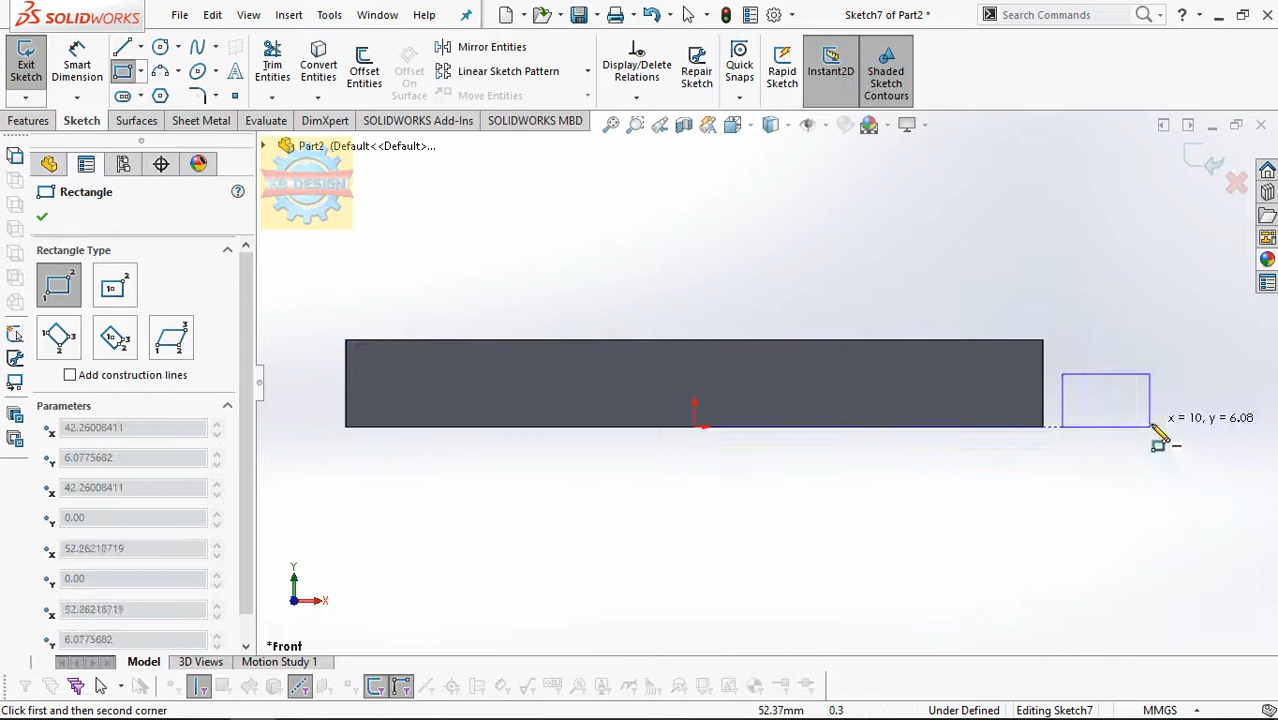 SOLIDWORKS
File
Edit
View
Insert
Tools
Window
Help
Sketch7 of Part2 *
Search Commands
Exit Sketch
Smart Dimension
Trim Entities
Convert Entities
Offset Entities
Offset On Surface
Mirror Entities
Linear Sketch Pattern
Move Entities
Display/Delete Relations
Repair Sketch
Quick Snaps
Rapid Sketch
Instant2D
Shaded Sketch Contours
Features
Sketch
Surfaces
Sheet Metal
Evaluate
DimXpert
SOLIDWORKS Add-Ins
SOLIDWORKS MBD
Part2 (Default<<Default>...
DESIGN
Rectangle
Rectangle Type
Add construction lines
Parameters
42.26008411
6.0775682
42.26008411
0.00
52.26218719
0.00
52.26218719
6.0775682
x = 10, y = 6.08
Y
X
*Front
Model
3D Views
Motion Study 1
Click first and then second corner
52.37mm
0.3
Under Defined
Editing Sketch7
MMGS